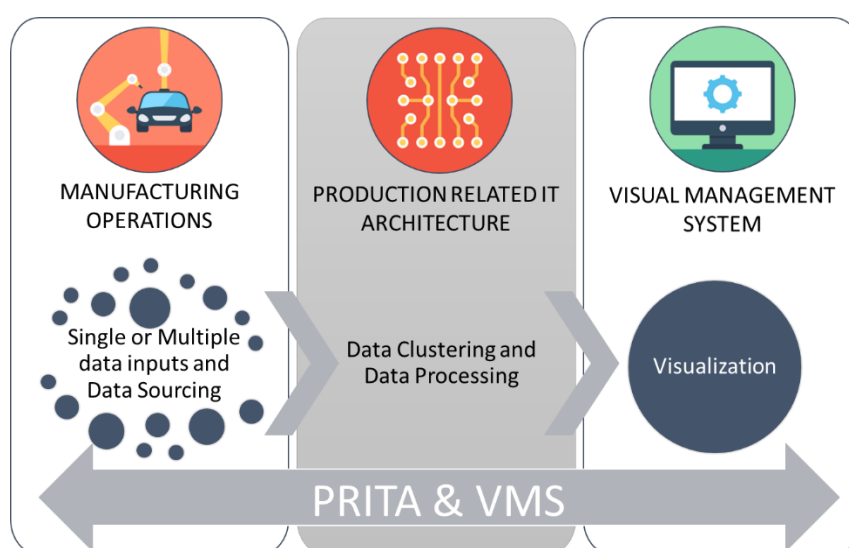 MANUFACTURING
OPERATIONS
PRODUCTION RELATED IT
ARCHITECTURE
VISUAL MANAGEMENT
SYSTEM
Single or Multiple
data inputs and
Data Sourcing
Data Clustering and
Data Processing
Visualization
PRITA & VMS